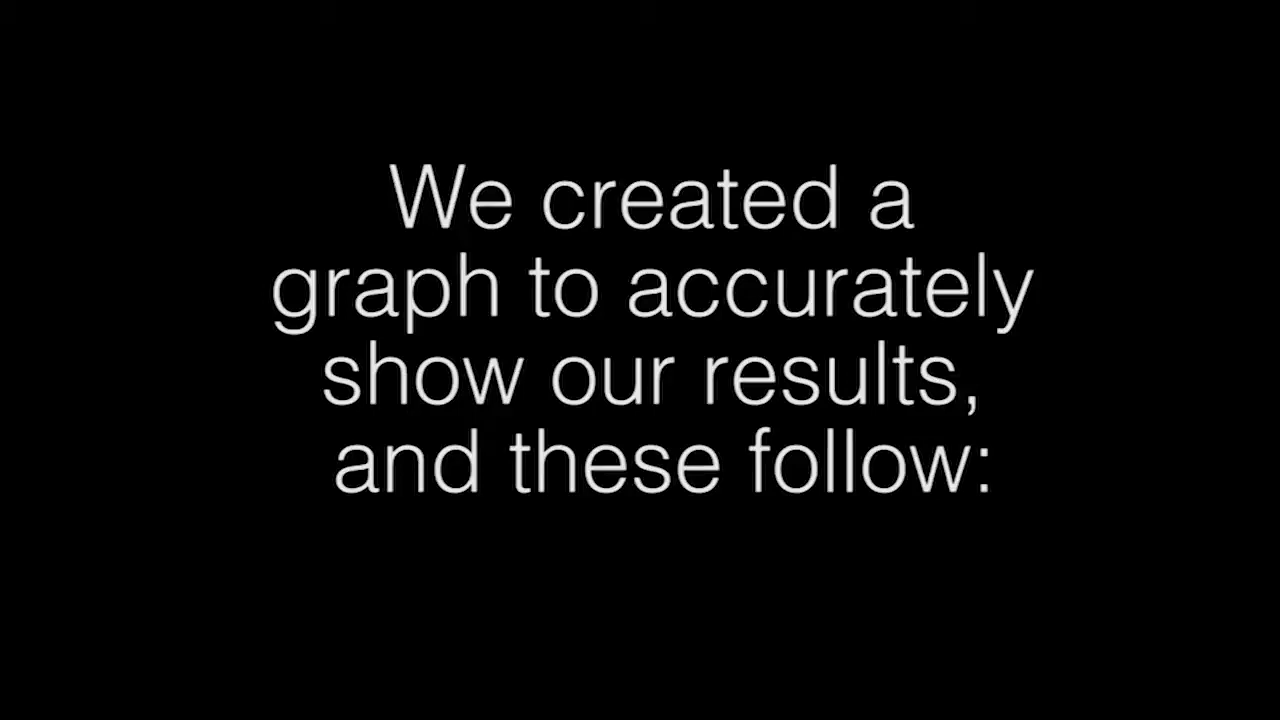 We created a
graph to accurately
show our results,
and these follow: